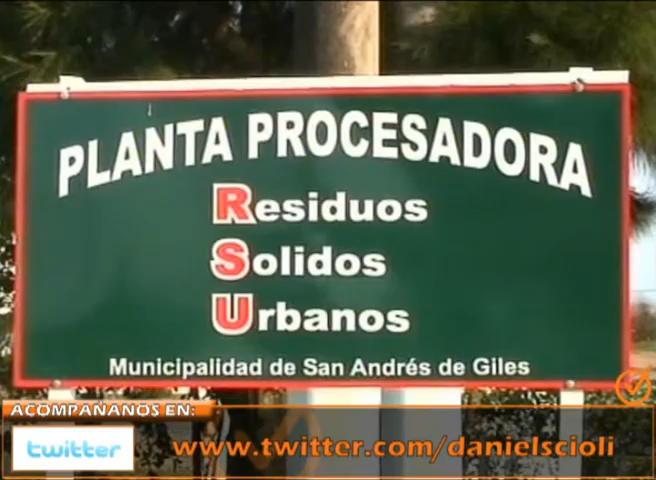 PLANTA PROCESADORA
Residuos
Solidos
Urbanos
Municipalidad de San Andrés de Giles
ACOMPAÑANOS EN:
twitter www.twitter.com/danielscioli